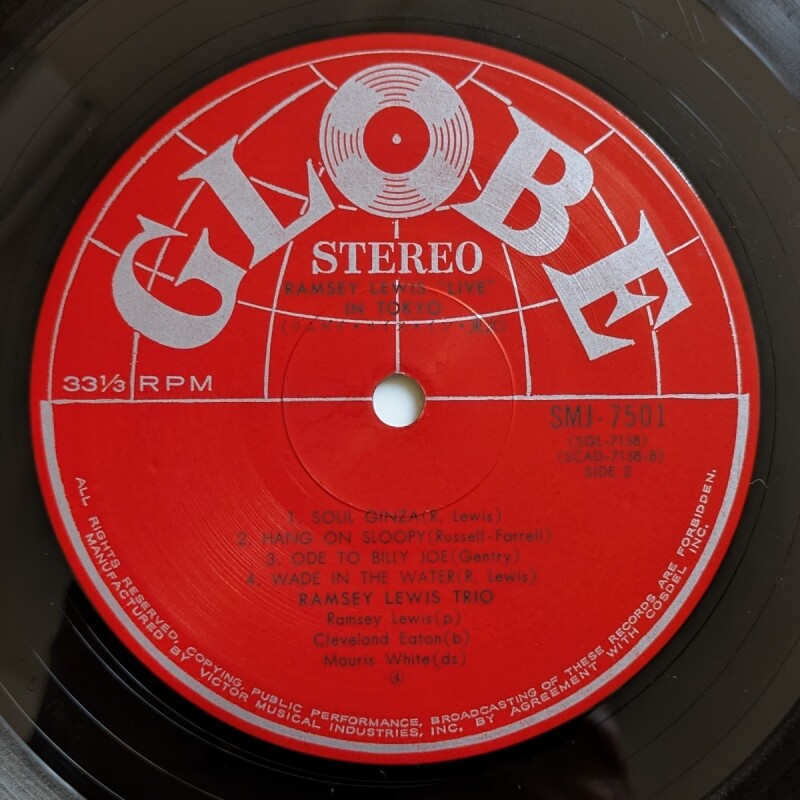 GLOBE
STEREO
RAMSEY LEWIS "LIVE"
IN TOKYO
33⅓ RPM
SMJ-7501
(SGL-7158)
(SCAD-7158-B)
SIDE 2
1. SOUL GINZA(R. Lewis)
2. HANG ON SLOOPY(Russell-Farrell)
3. ODE TO BILLY JOE(Gentry)
4. WADE IN THE WATER(R. Lewis)
RAMSEY LEWIS TRIO
Ramsey Lewis(p)
Cleveland Eaton(b)
Mauris White(ds)
④
ALL RIGHTS RESERVED, COPYING, PUBLIC PERFORMANCE, BROADCASTING OF THESE RECORDS ARE FORBIDDEN.
MANUFACTURED BY VICTOR MUSICAL INDUSTRIES, INC. BY AGREEMENT WITH COSDEL INC.